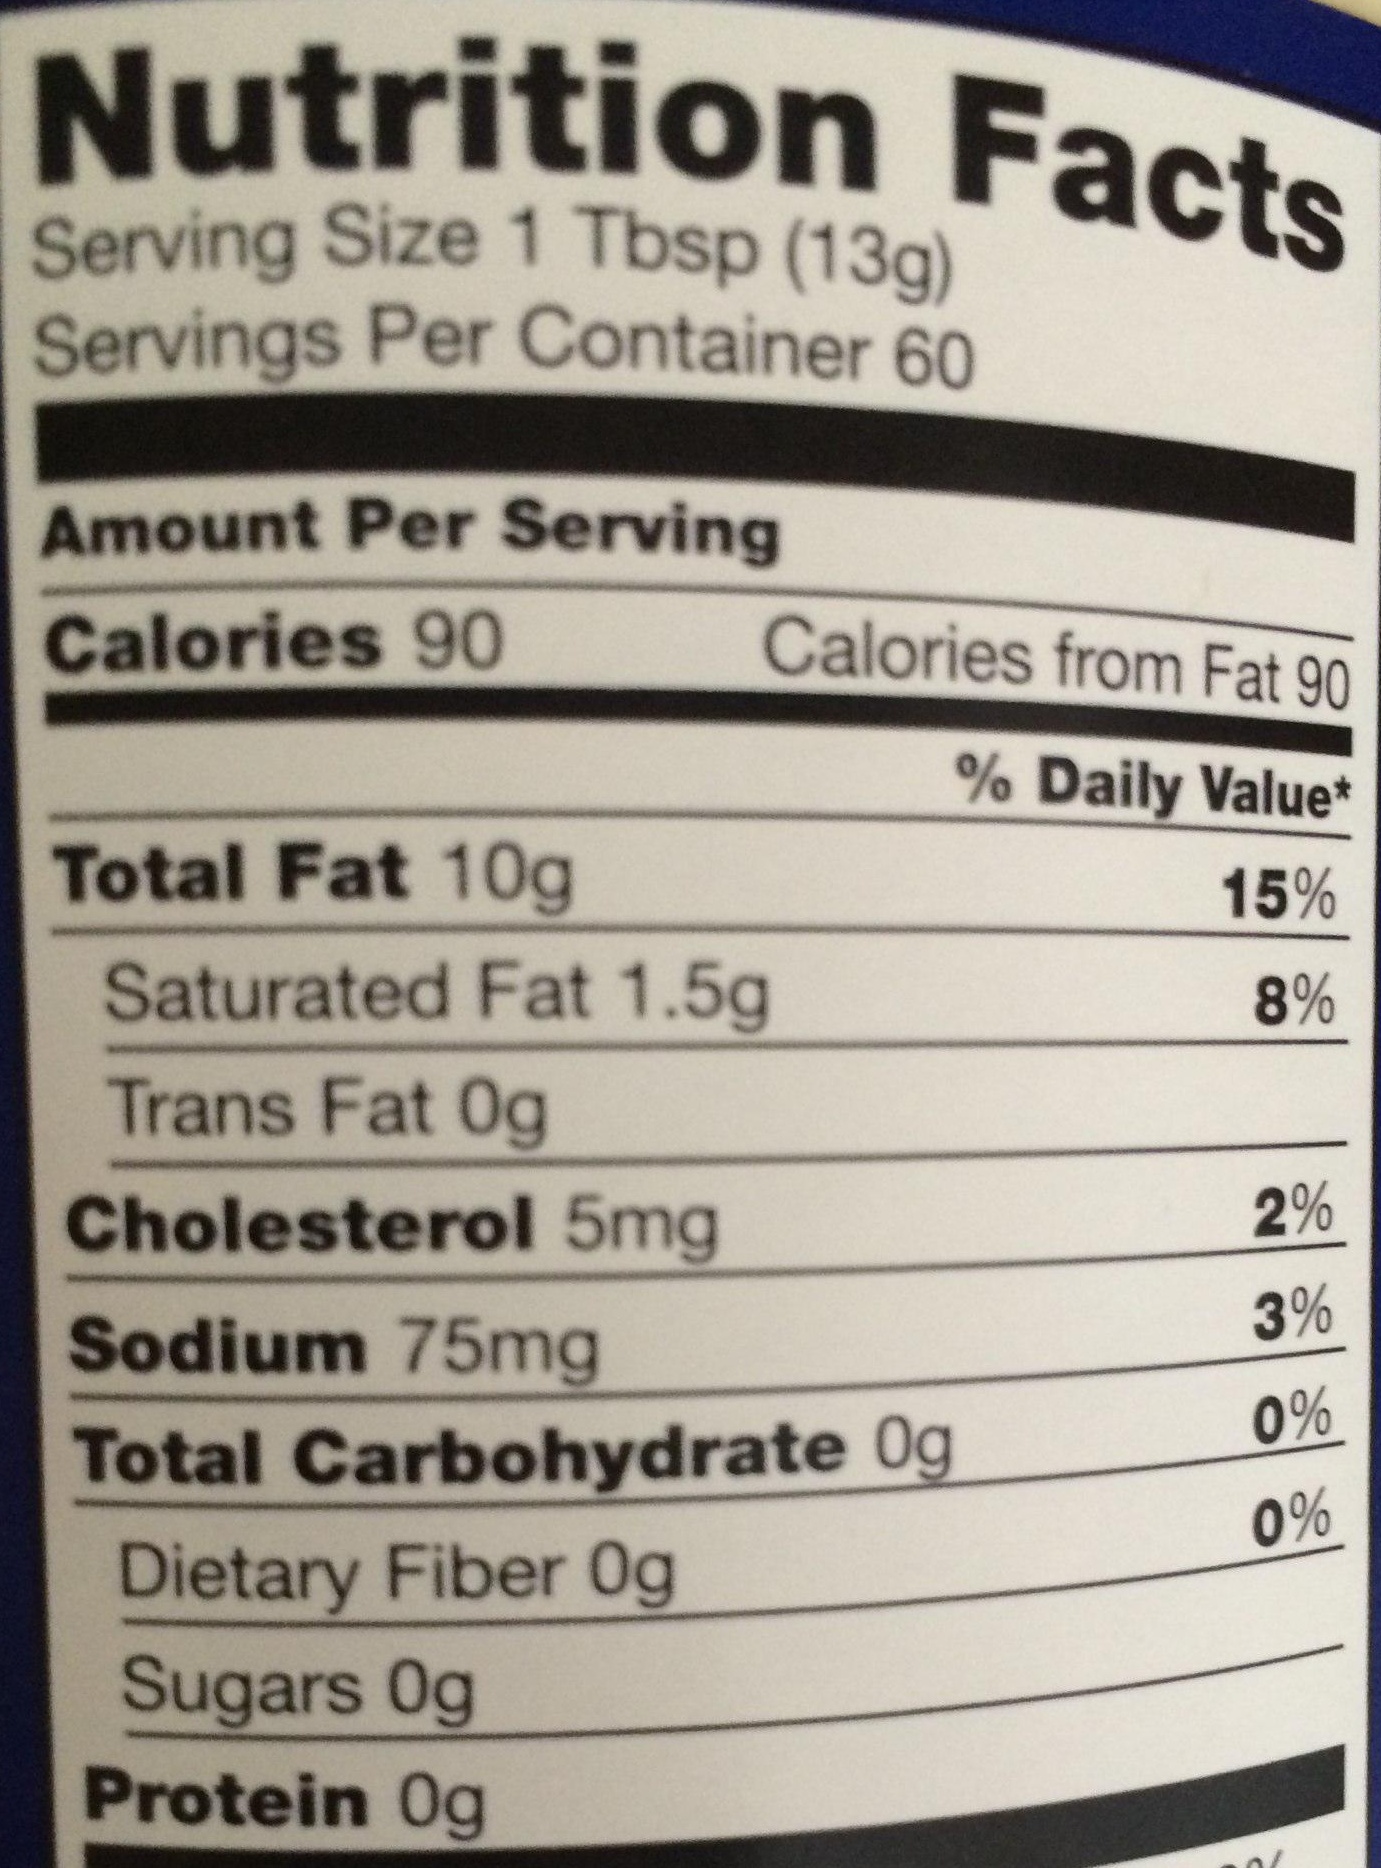 Nutrition Facts
Serving Size 1 Tbsp (13g)
Servings Per Container 60
Amount Per Serving
Calories 90 Calories from Fat 90
% Daily Value*
Total Fat 10g 15%
Saturated Fat 1.5g 8%
Trans Fat 0g
Cholesterol 5mg 2%
Sodium 75mg 3%
Total Carbohydrate 0g 0%
Dietary Fiber 0g 0%
Sugars 0g
Protein 0g